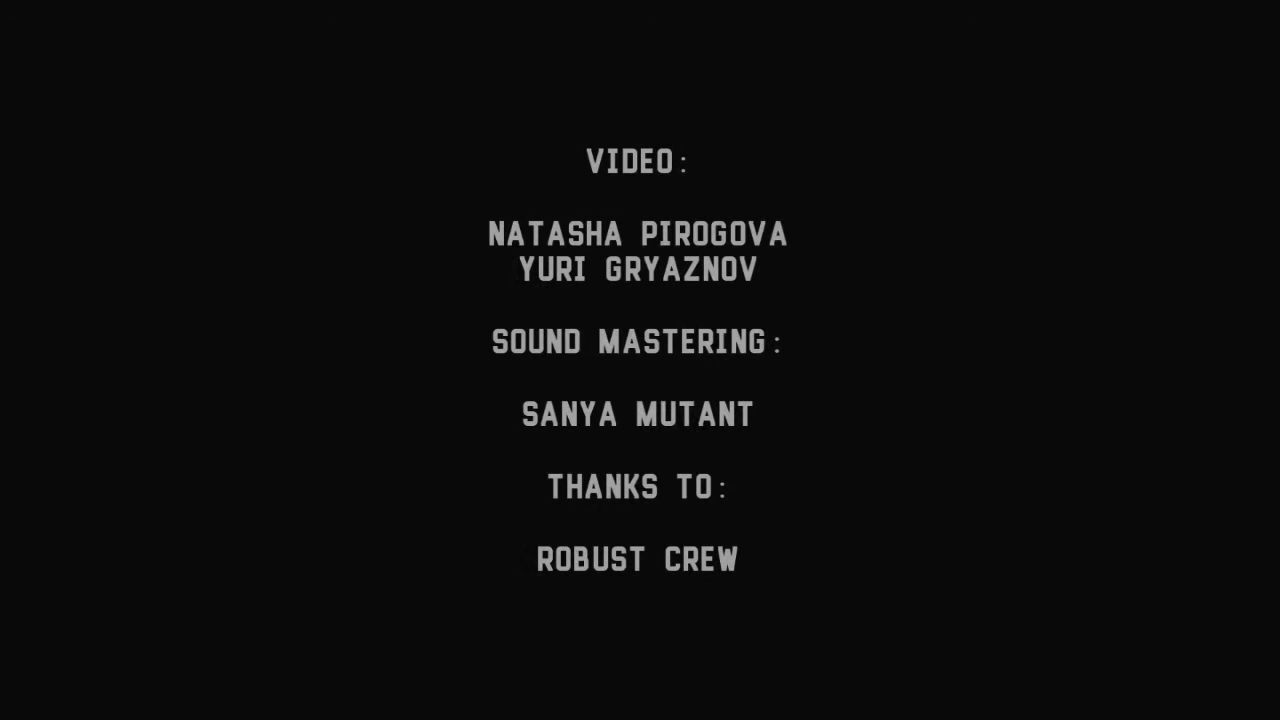 VIDEO:
NATASHA PIROGOVA
YURI GRYAZNOV
SOUND MASTERING:
SANYA MUTANT
THANKS TO:
ROBUST CREW